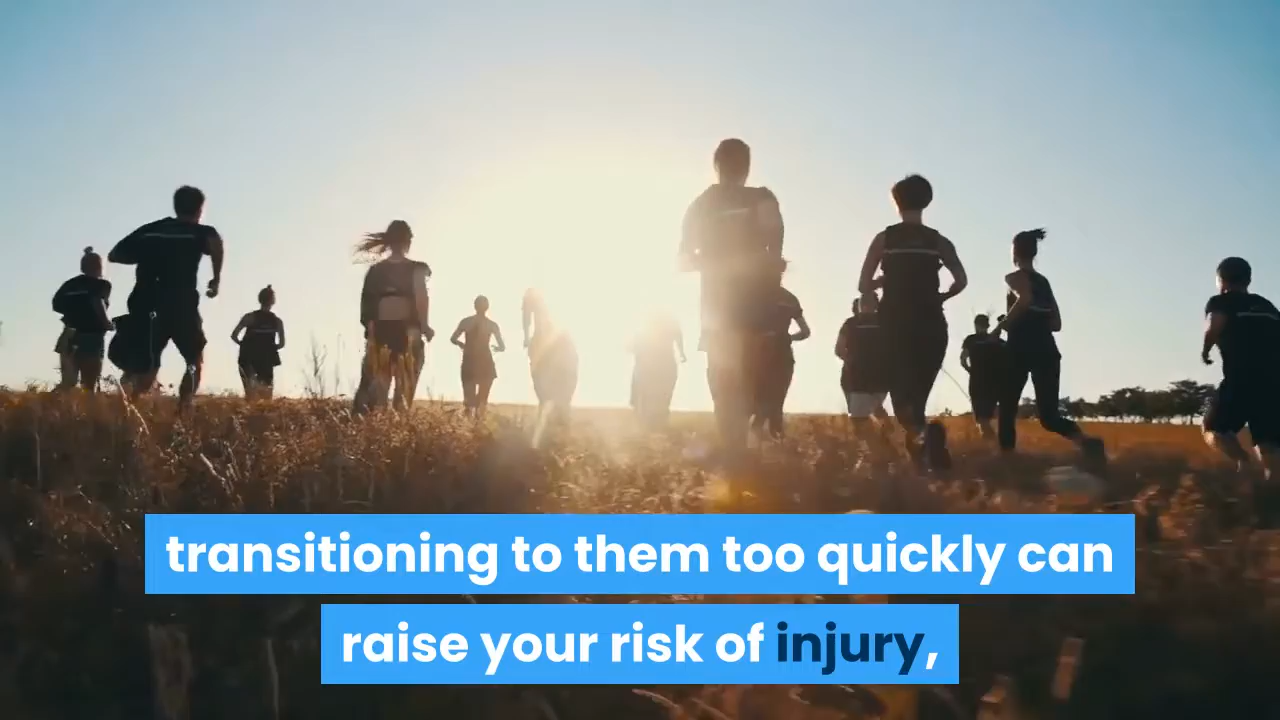 transitioning to them too quickly can
raise your risk of injury,